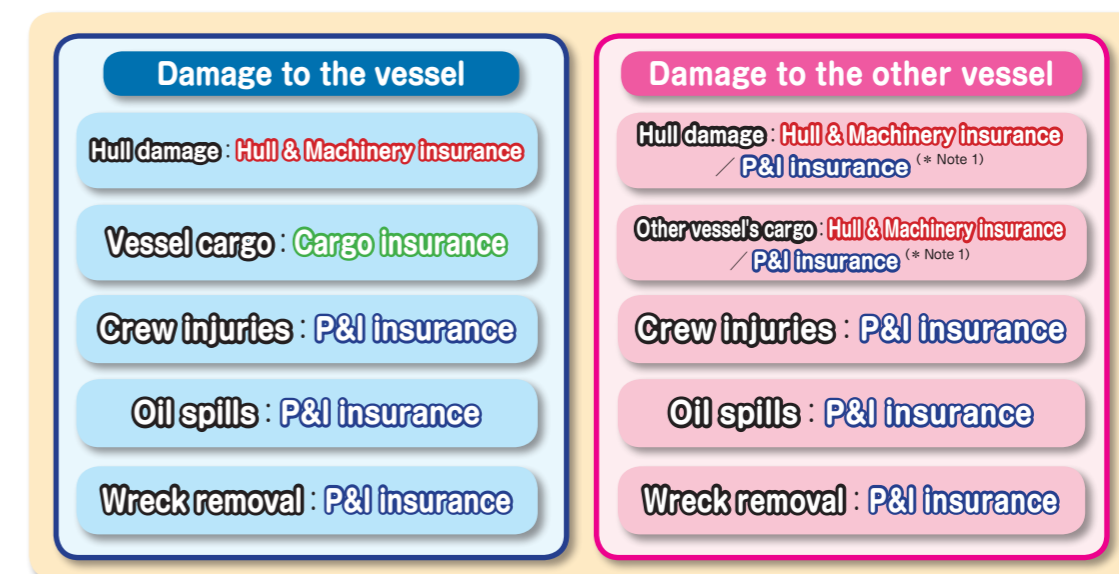 Damage to the vessel
Hull damage : Hull & Machinery insurance
Vessel cargo : Cargo insurance
Crew injuries : P&I insurance
Oil spills : P&I insurance
Wreck removal : P&I insurance
Damage to the other vessel
Hull damage : Hull & Machinery insurance
／ P&I insurance (* Note 1)
Other vessel's cargo : Hull & Machinery insurance
／ P&I insurance (* Note 1)
Crew injuries : P&I insurance
Oil spills : P&I insurance
Wreck removal : P&I insurance